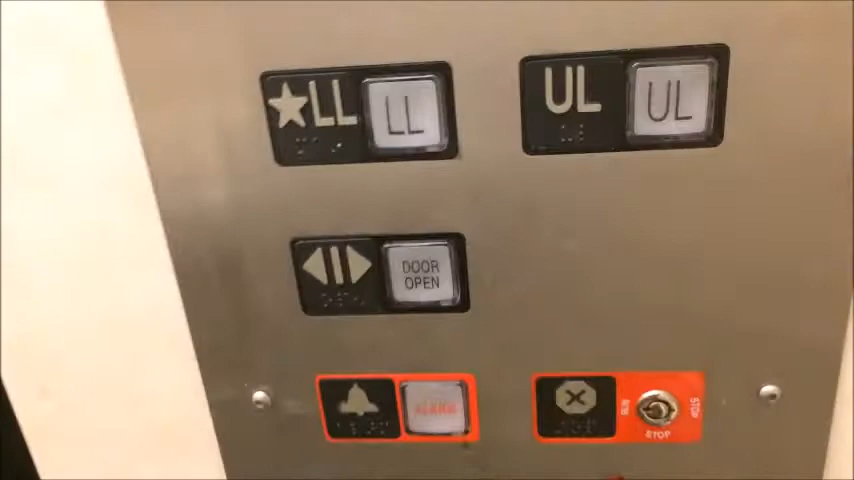 ★LL LL
UL UL
DOOR
OPEN
ALARM
RUN STOP
STOP